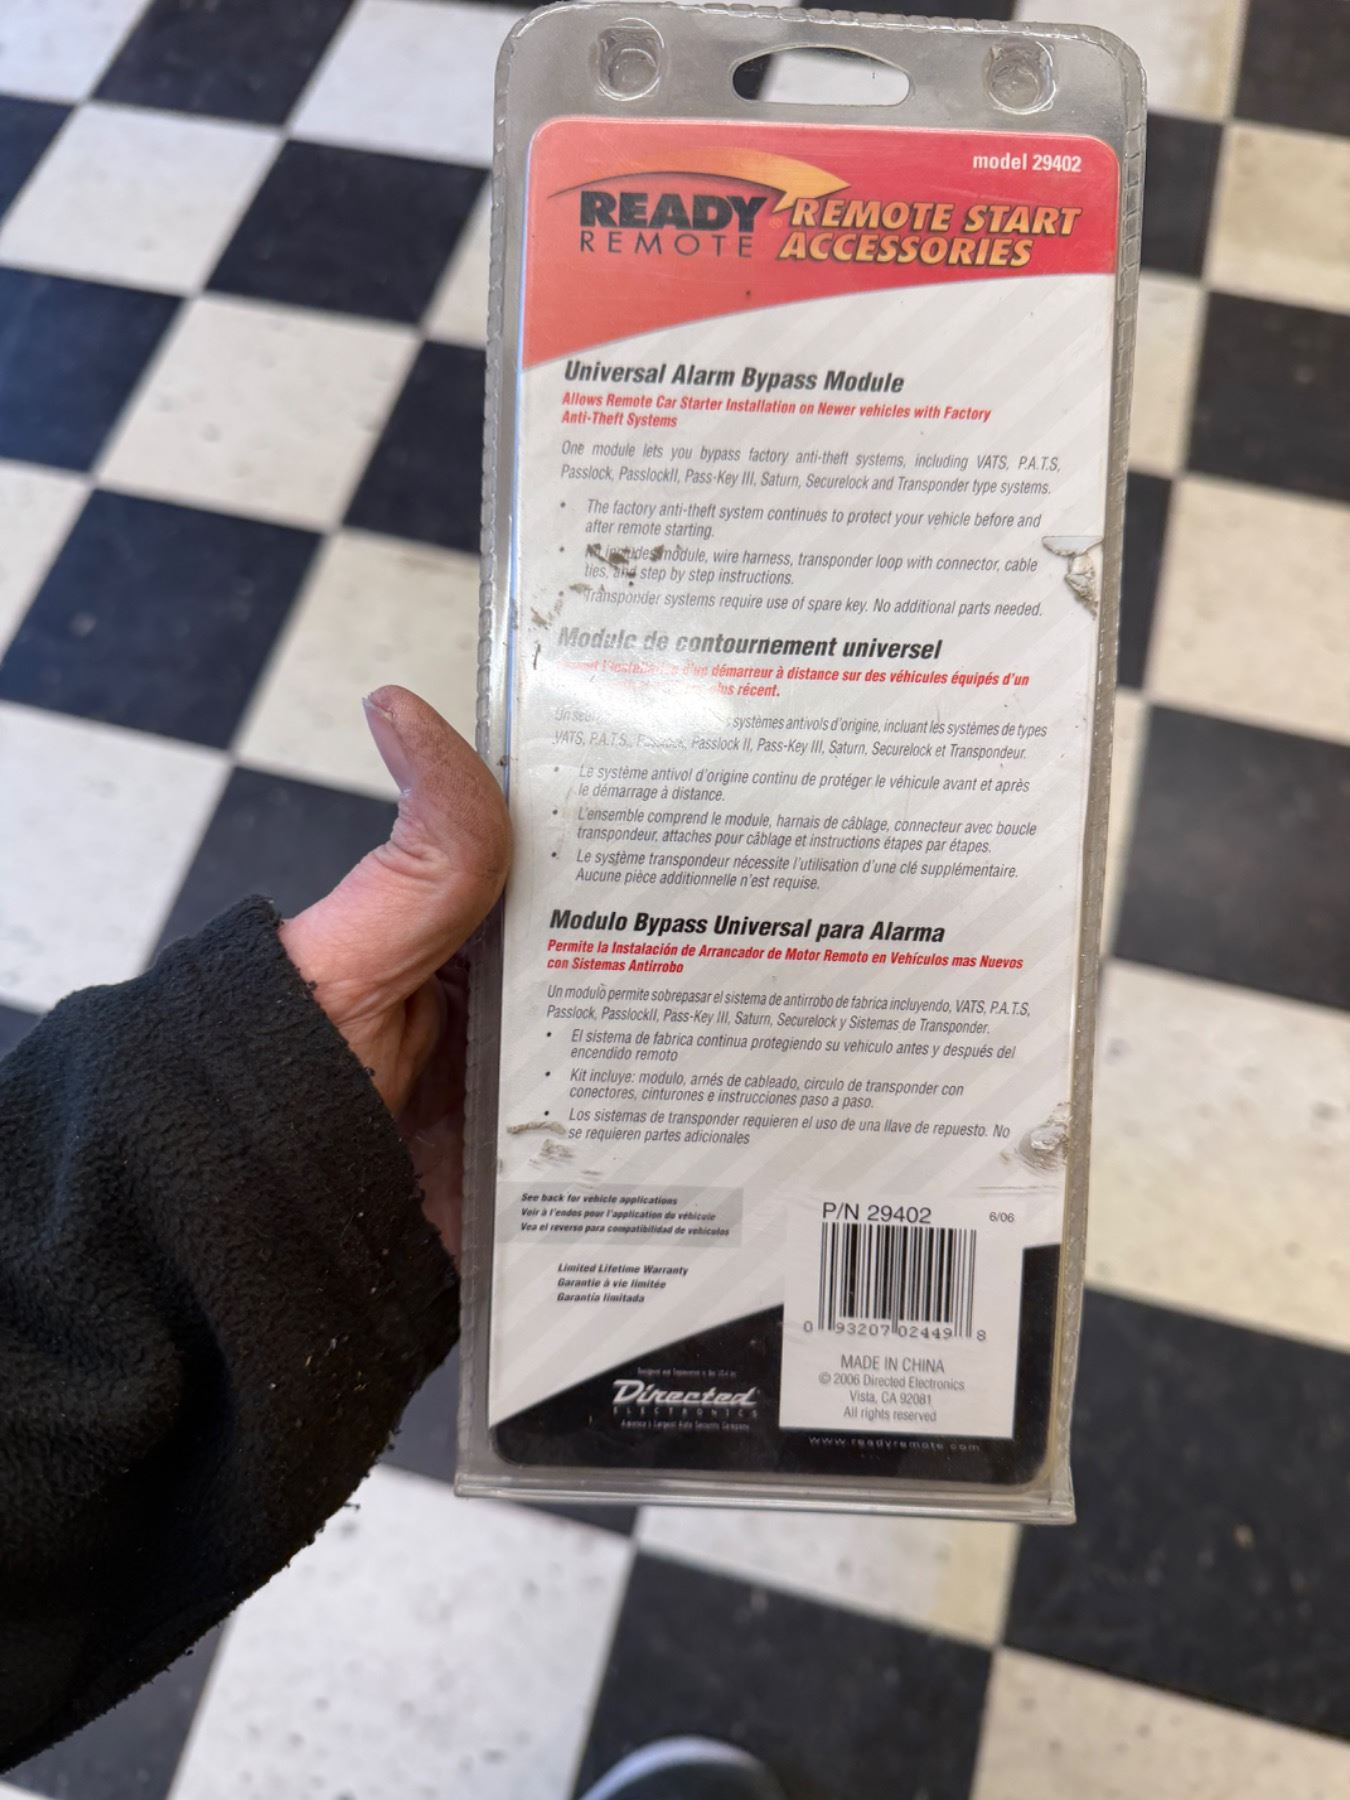 model 29402
READY
REMOTE
REMOTE START
ACCESSORIES
Universal Alarm Bypass Module
Allows Remote Car Starter Installation on Newer vehicles with Factory
Anti-Theft Systems
One module lets you bypass factory anti-theft systems, including VATS, P.A.T.S,
Passlock, PasslockII, Pass-Key III, Saturn, Securelock and Transponder type systems.
• The factory anti-theft system continues to protect your vehicle before and
after remote starting.
• Kit includes module, wire harness, transponder loop with connector, cable
ties, and step by step instructions.
Transponder systems require use of spare key. No additional parts needed.
Module de contournement universel
d'un démarreur à distance sur des véhicules équipés d'un
plus récent.
systèmes antivols d'origine, incluant les systèmes de types
VATS, P.A.T.S., Passlock, Passlock II, Pass-Key III, Saturn, Securelock et Transpondeur.
• Le système antivol d'origine continu de protéger le véhicule avant et après
le démarrage à distance.
• L'ensemble comprend le module, harnais de câblage, connecteur avec boucle
transpondeur, attaches pour câblage et instructions étapes par étapes.
• Le système transpondeur nécessite l'utilisation d'une clé supplémentaire.
Aucune pièce additionnelle n'est requise.
Modulo Bypass Universal para Alarma
Permite la Instalación de Arrancador de Motor Remoto en Vehículos mas Nuevos
con Sistemas Antirrobo
Un modulo permite sobrepasar el sistema de antirrobo de fabrica incluyendo, VATS, P.A.T.S,
Passlock, PasslockII, Pass-Key III, Saturn, Securelock y Sistemas de Transponder.
• El sistema de fabrica continua protegiendo su vehiculo antes y después del
encendido remoto
• Kit incluye: modulo, arnés de cableado, circulo de transponder con
conectores, cinturones e instrucciones paso a paso.
• Los sistemas de transponder requieren el uso de una llave de repuesto. No
se requieren partes adicionales
See back for vehicle applications
Voir à l'endos pour l'application du véhicule
Vea el reverso para compatibilidad de vehiculos
Limited Lifetime Warranty
Garantie à vie limitée
Garantía limitada
P/N 29402
6/06
0 93207 02449 8
MADE IN CHINA
© 2006 Directed Electronics
Vista, CA 92081
All rights reserved
Directed
ELECTRONICS
America's Largest Auto Security Company
www.readyremote.com